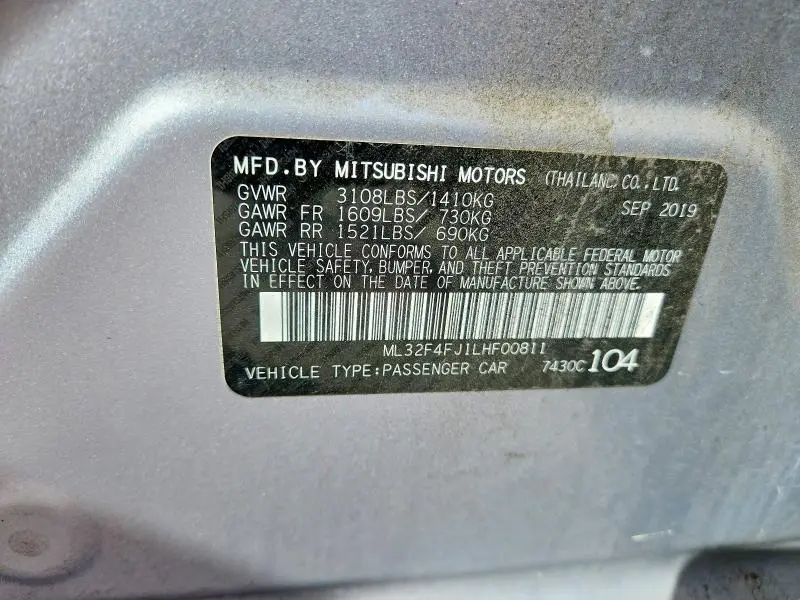 MFD.BY MITSUBISHI MOTORS (THAILAND) CO.,LTD.
GVWR 3108LBS/1410KG SEP 2019
GAWR FR 1609LBS/ 730KG
GAWR RR 1521LBS/ 690KG
THIS VEHICLE CONFORMS TO ALL APPLICABLE FEDERAL MOTOR
VEHICLE SAFETY, BUMPER, AND THEFT PREVENTION STANDARDS
IN EFFECT ON THE DATE OF MANUFACTURE SHOWN ABOVE.
ML32F4FJ1LHF00811
VEHICLE TYPE:PASSENGER CAR 7430C 104